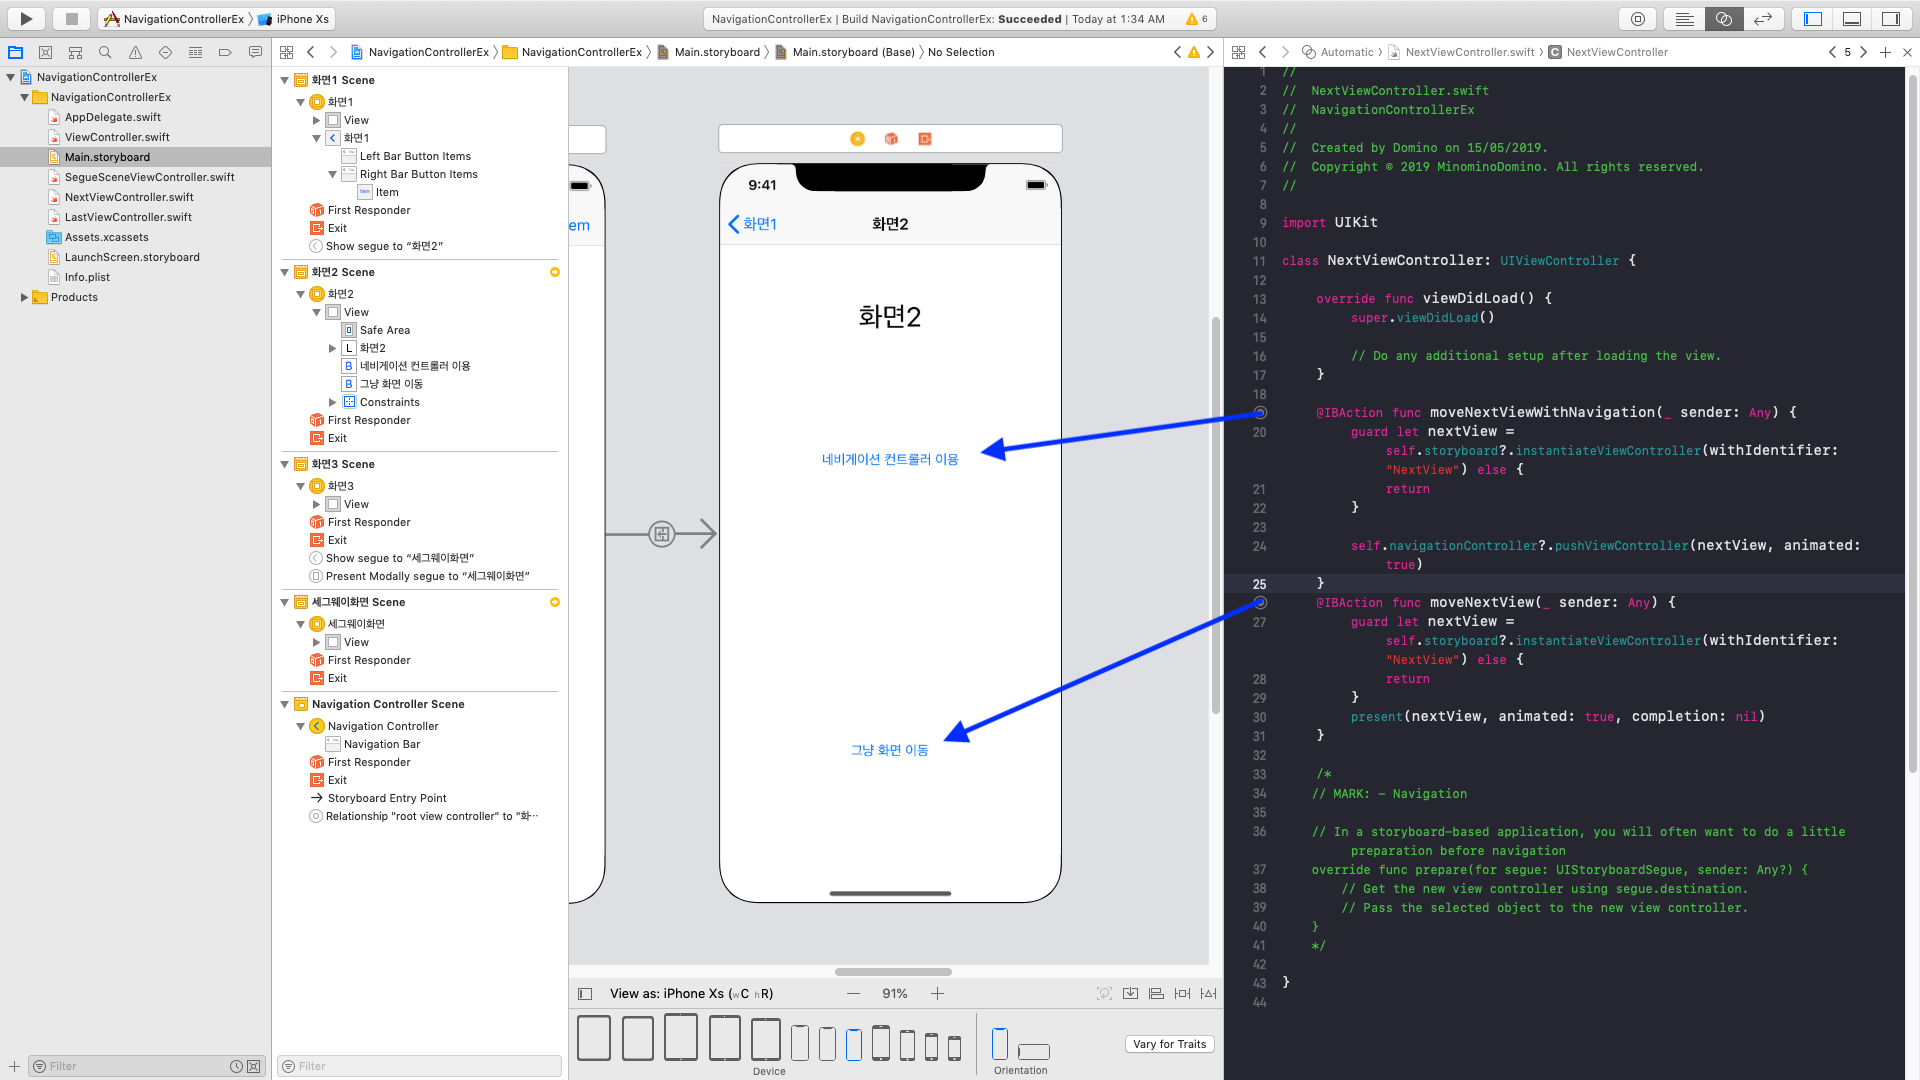 NavigationControllerEx iPhone Xs
NavigationControllerEx | Build NavigationControllerEx: Succeeded | Today at 1:34 AM 6
NavigationControllerEx NavigationControllerEx Main.storyboard Main.storyboard (Base) No Selection
Automatic NextViewController.swift C NextViewController 5
NavigationControllerEx
NavigationControllerEx
AppDelegate.swift
ViewController.swift
Main.storyboard
SegueSceneViewController.swift
NextViewController.swift
LastViewController.swift
Assets.xcassets
LaunchScreen.storyboard
Info.plist
Products
Filter
화면1 Scene
화면1
View
화면1
Left Bar Button Items
Right Bar Button Items
Item
First Responder
Exit
Show segue to “화면2”
화면2 Scene
화면2
View
Safe Area
L 화면2
B 네비게이션 컨트롤러 이용
B 그냥 화면 이동
Constraints
First Responder
Exit
화면3 Scene
화면3
View
First Responder
Exit
Show segue to “세그웨이화면”
Present Modally segue to “세그웨이화면”
세그웨이화면 Scene
세그웨이화면
View
First Responder
Exit
Navigation Controller Scene
Navigation Controller
Navigation Bar
First Responder
Exit
Storyboard Entry Point
Relationship "root view controller" to "화…
Filter
em
9:41
화면1 화면2
화면2
네비게이션 컨트롤러 이용
그냥 화면 이동
View as: iPhone Xs (wC hR) 91%
Device
Orientation
Vary for Traits
1 //
2 //  NextViewController.swift
3 //  NavigationControllerEx
4 //
5 //  Created by Domino on 15/05/2019.
6 //  Copyright © 2019 MinominoDomino. All rights reserved.
7 //
8
9 import UIKit
10
11 class NextViewController: UIViewController {
12
13 override func viewDidLoad() {
14 super.viewDidLoad()
15
16 // Do any additional setup after loading the view.
17 }
18
@IBAction func moveNextViewWithNavigation(_ sender: Any) {
20 guard let nextView =
self.storyboard?.instantiateViewController(withIdentifier:
"NextView") else {
21 return
22 }
23
24 self.navigationController?.pushViewController(nextView, animated:
true)
25 }
@IBAction func moveNextView(_ sender: Any) {
27 guard let nextView =
self.storyboard?.instantiateViewController(withIdentifier:
"NextView") else {
28 return
29 }
30 present(nextView, animated: true, completion: nil)
31 }
32
33 /*
34 // MARK: - Navigation
35
36 // In a storyboard-based application, you will often want to do a little
preparation before navigation
37 override func prepare(for segue: UIStoryboardSegue, sender: Any?) {
38 // Get the new view controller using segue.destination.
39 // Pass the selected object to the new view controller.
40 }
41 */
42
43 }
44